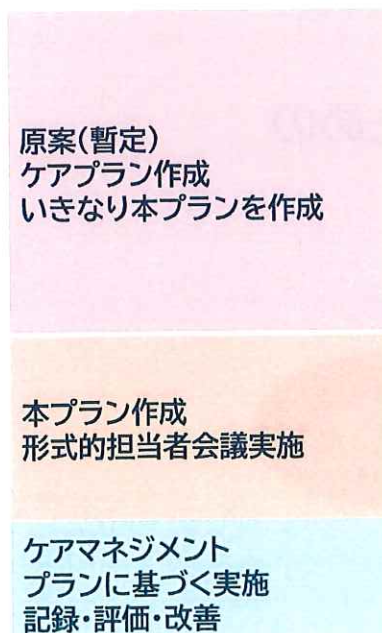 原案(暫定)
ケアプラン作成
いきなり本プランを作成
本プラン作成
形式的担当者会議実施
ケアマネジメント
プランに基づく実施
記録・評価・改善